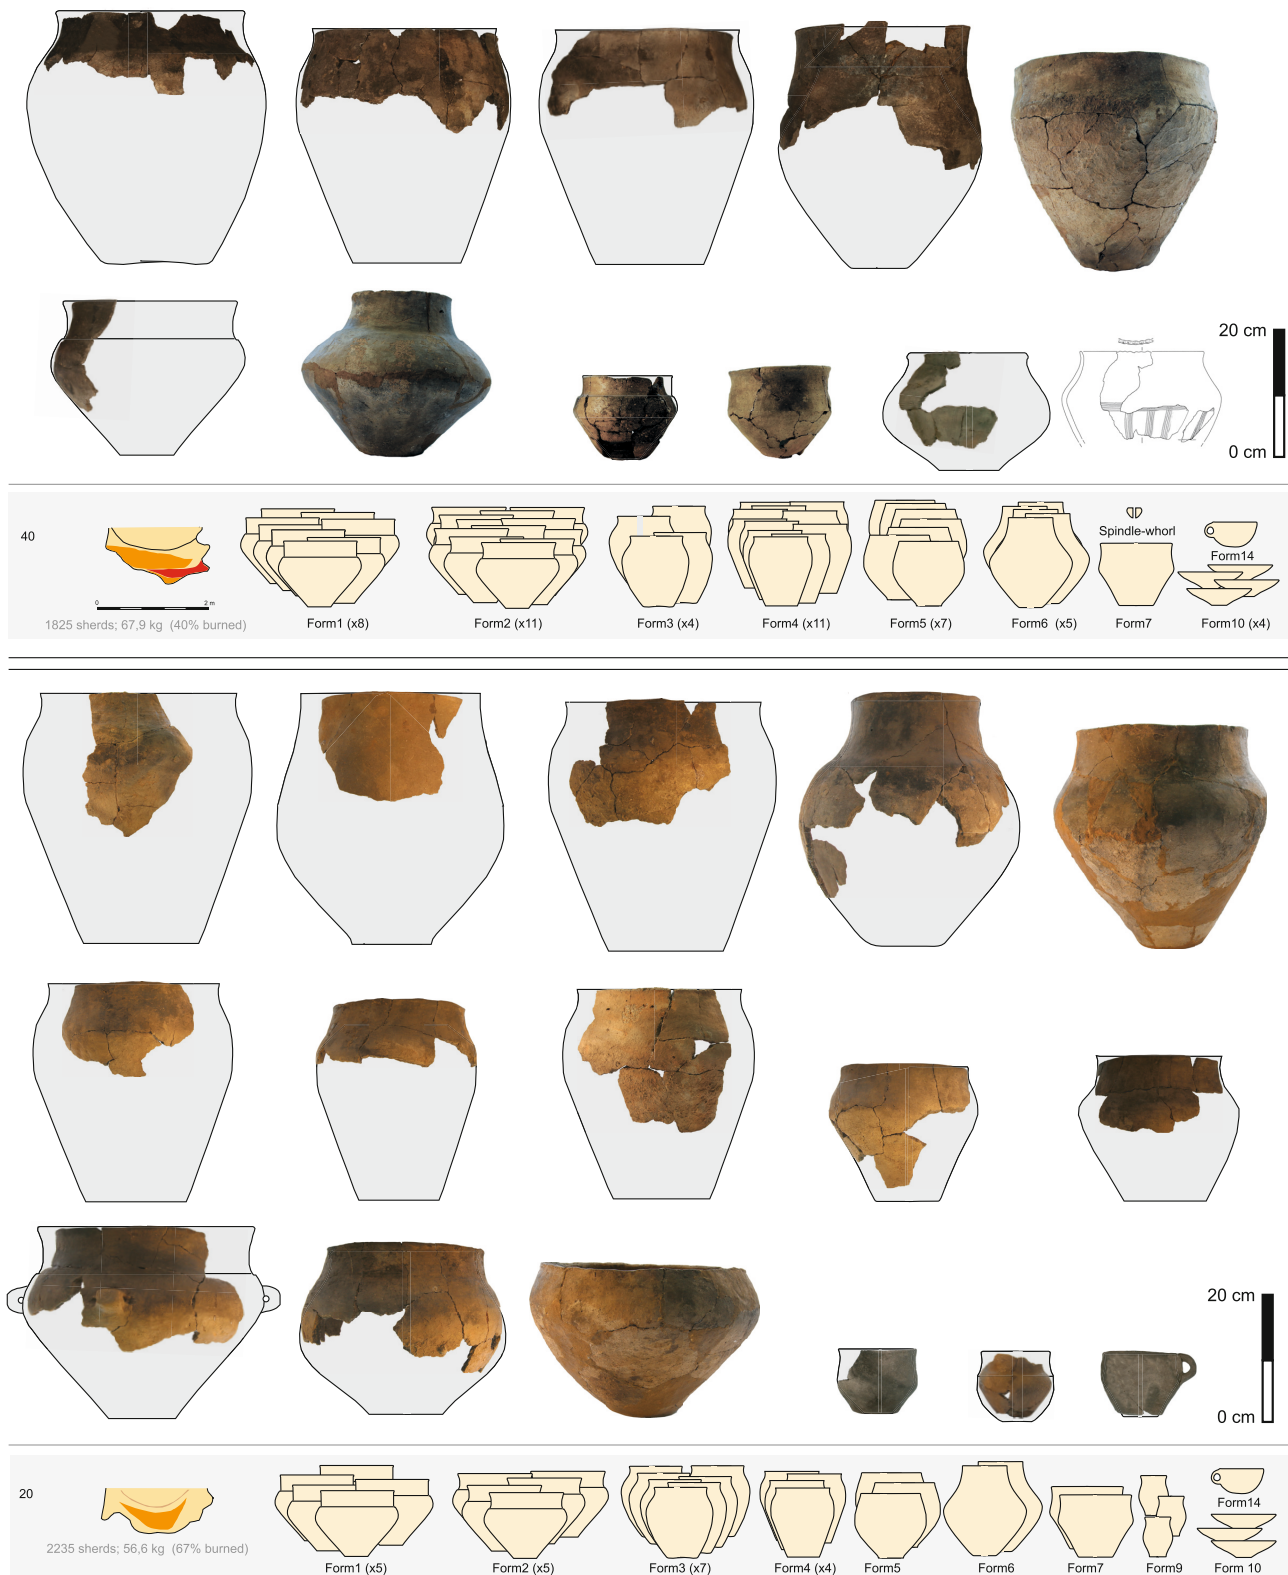 20 cm
0 cm
40
Spindle-whorl
Form14
0 2 m
1825 sherds; 67,9 kg (40% burned)
Form1 (x8)
Form2 (x11)
Form3 (x4)
Form4 (x11)
Form5 (x7)
Form6 (x5)
Form7
Form10 (x4)
20 cm
0 cm
20
Form14
2235 sherds; 56,6 kg (67% burned)
Form1 (x5)
Form2 (x5)
Form3 (x7)
Form4 (x4)
Form5
Form6
Form7
Form9
Form 10